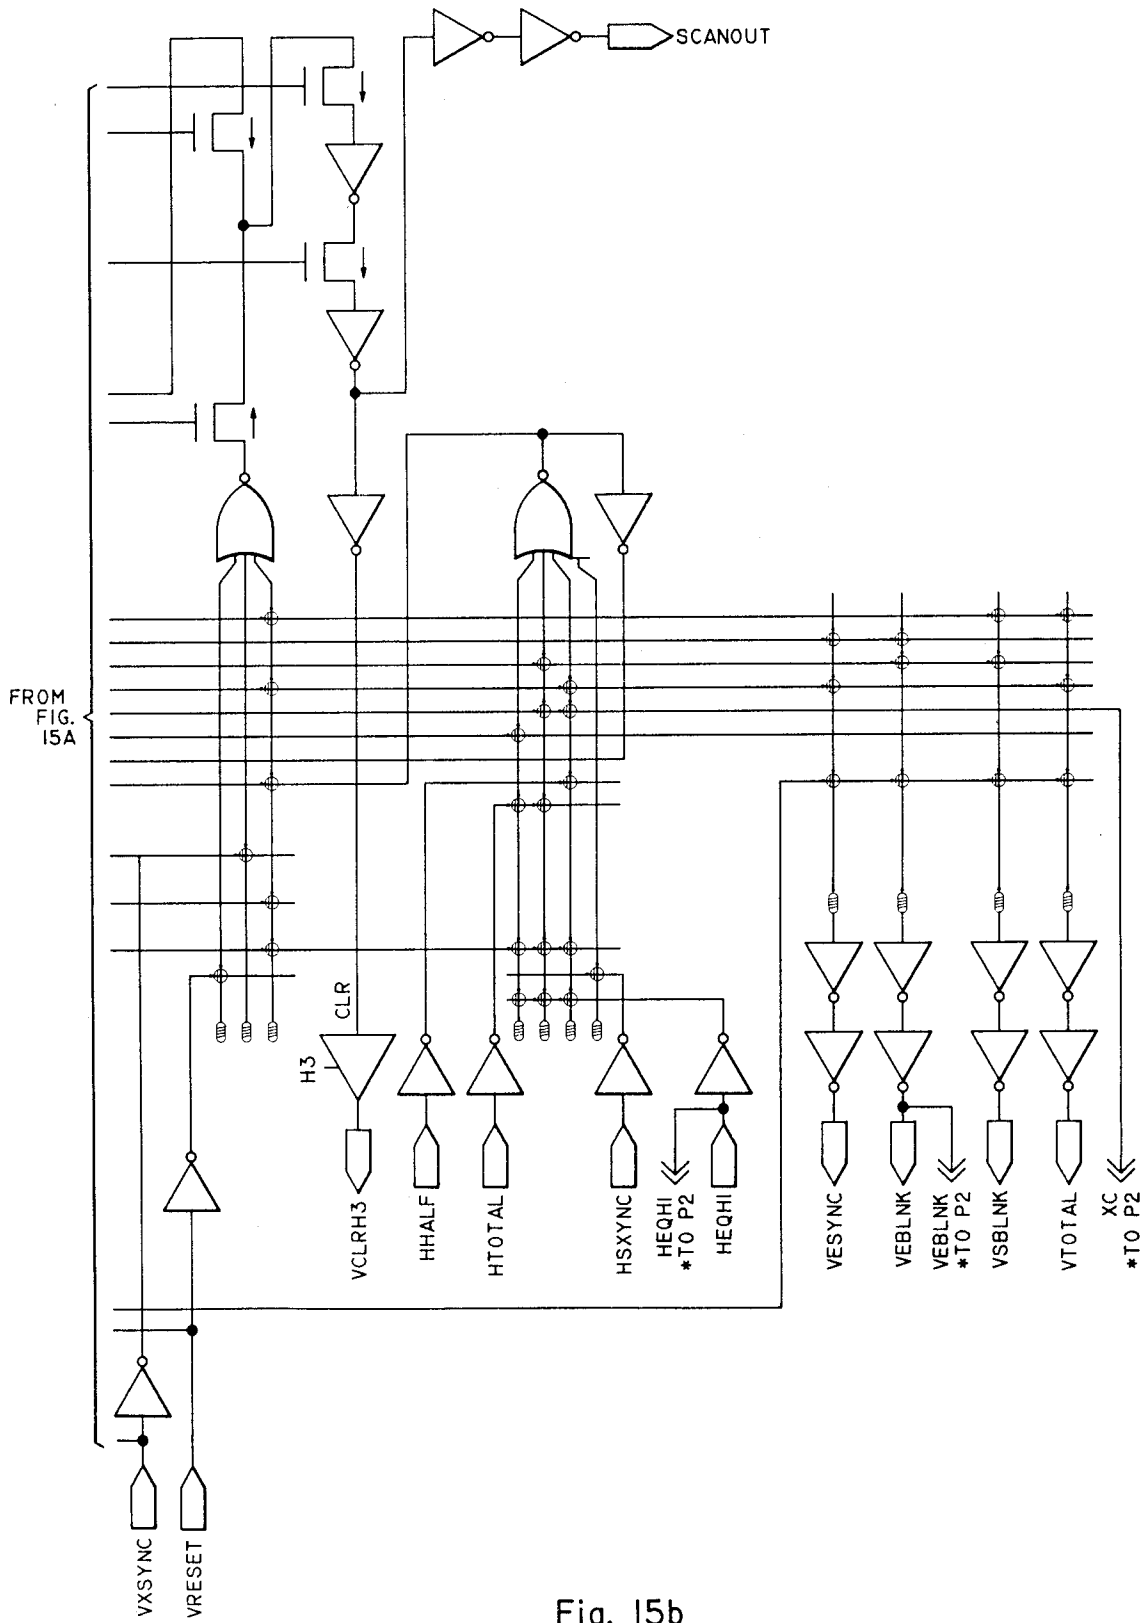 SCANOUT
FROM
FIG.
15A
CLR
H3
VCLRH3
HHALF
HTOTAL
HSXYNC
HEQHI
*TO P2
HEQHI
VESYNC
VEBLNK
VEBLNK
*TO P2
VSBLNK
VTOTAL
XC
*TO P2
VXSYNC
VRESET
Fig. 15b